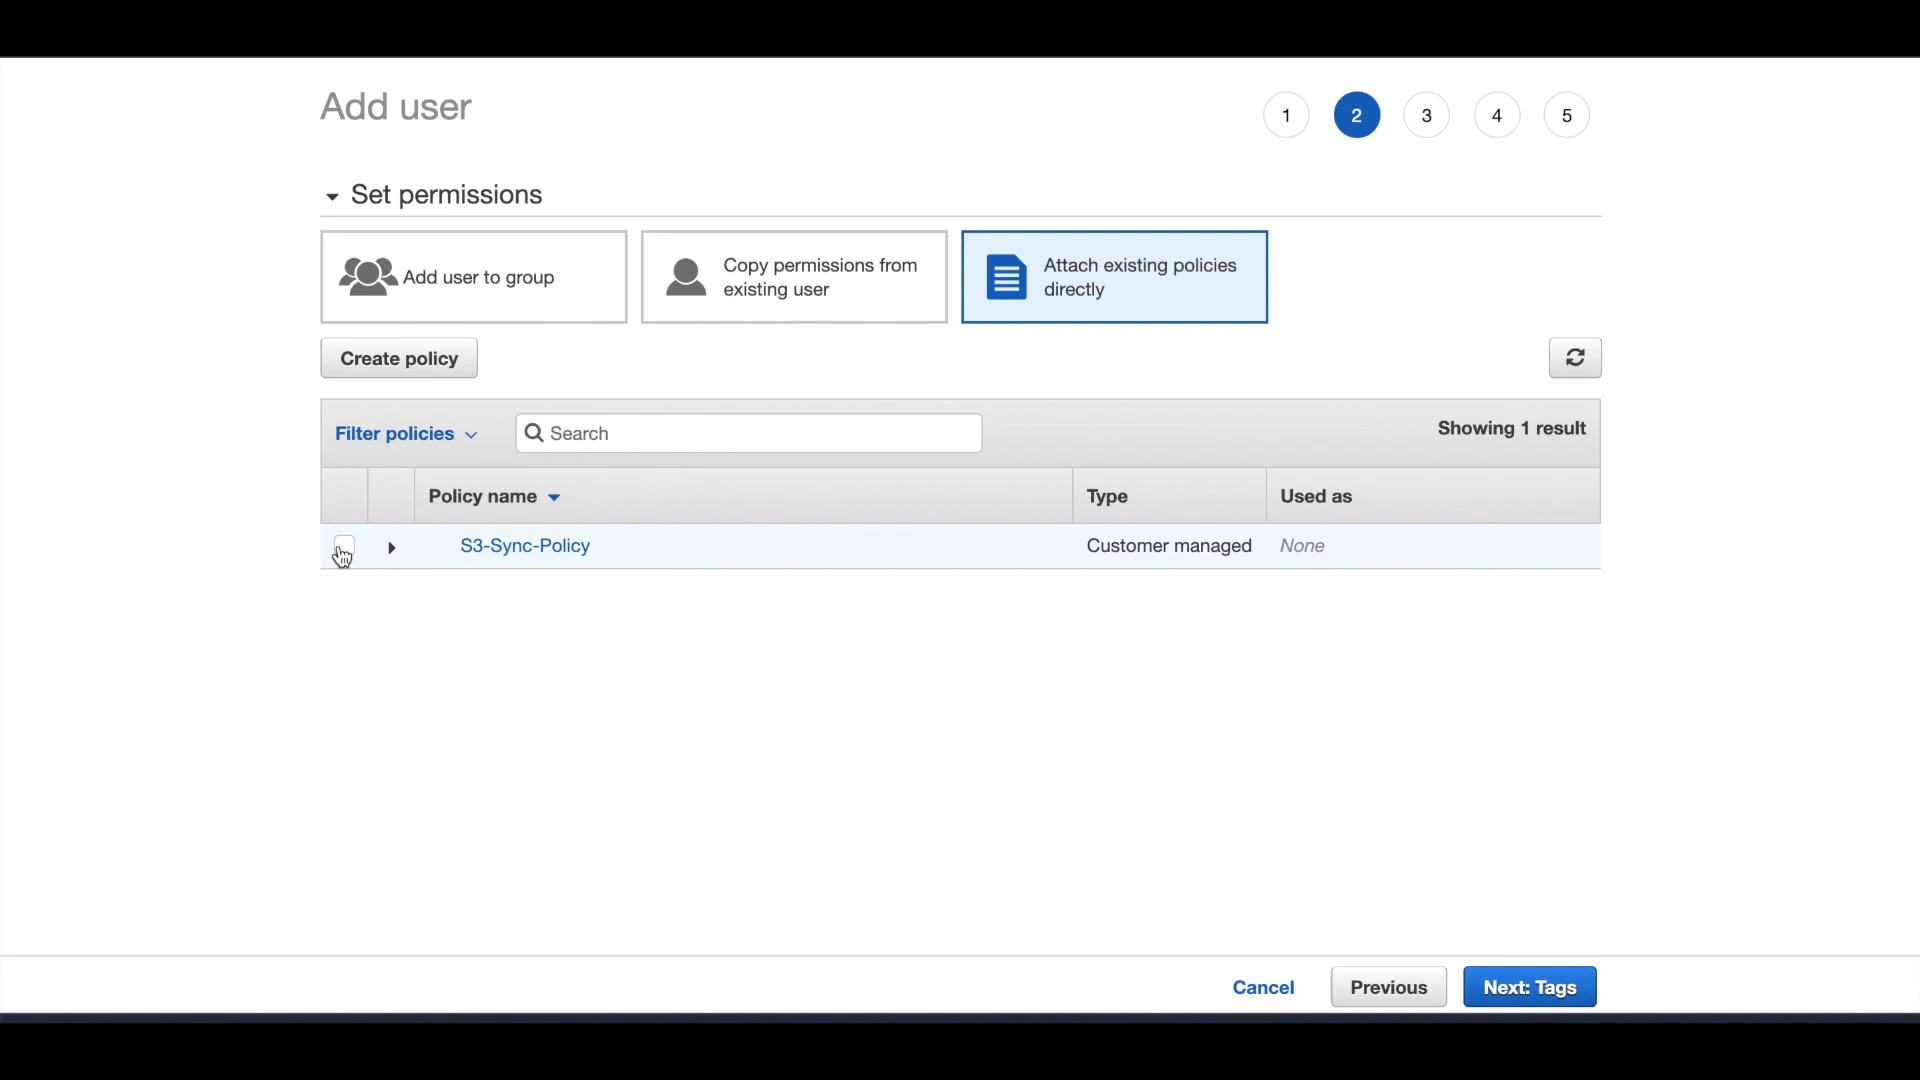 Add user
1 2 3 4 5
Set permissions
Add user to group
Copy permissions from
existing user
Attach existing policies
directly
Create policy
Filter policies
Search
Showing 1 result
Policy name Type Used as
S3-Sync-Policy Customer managed None
Cancel Previous Next: Tags